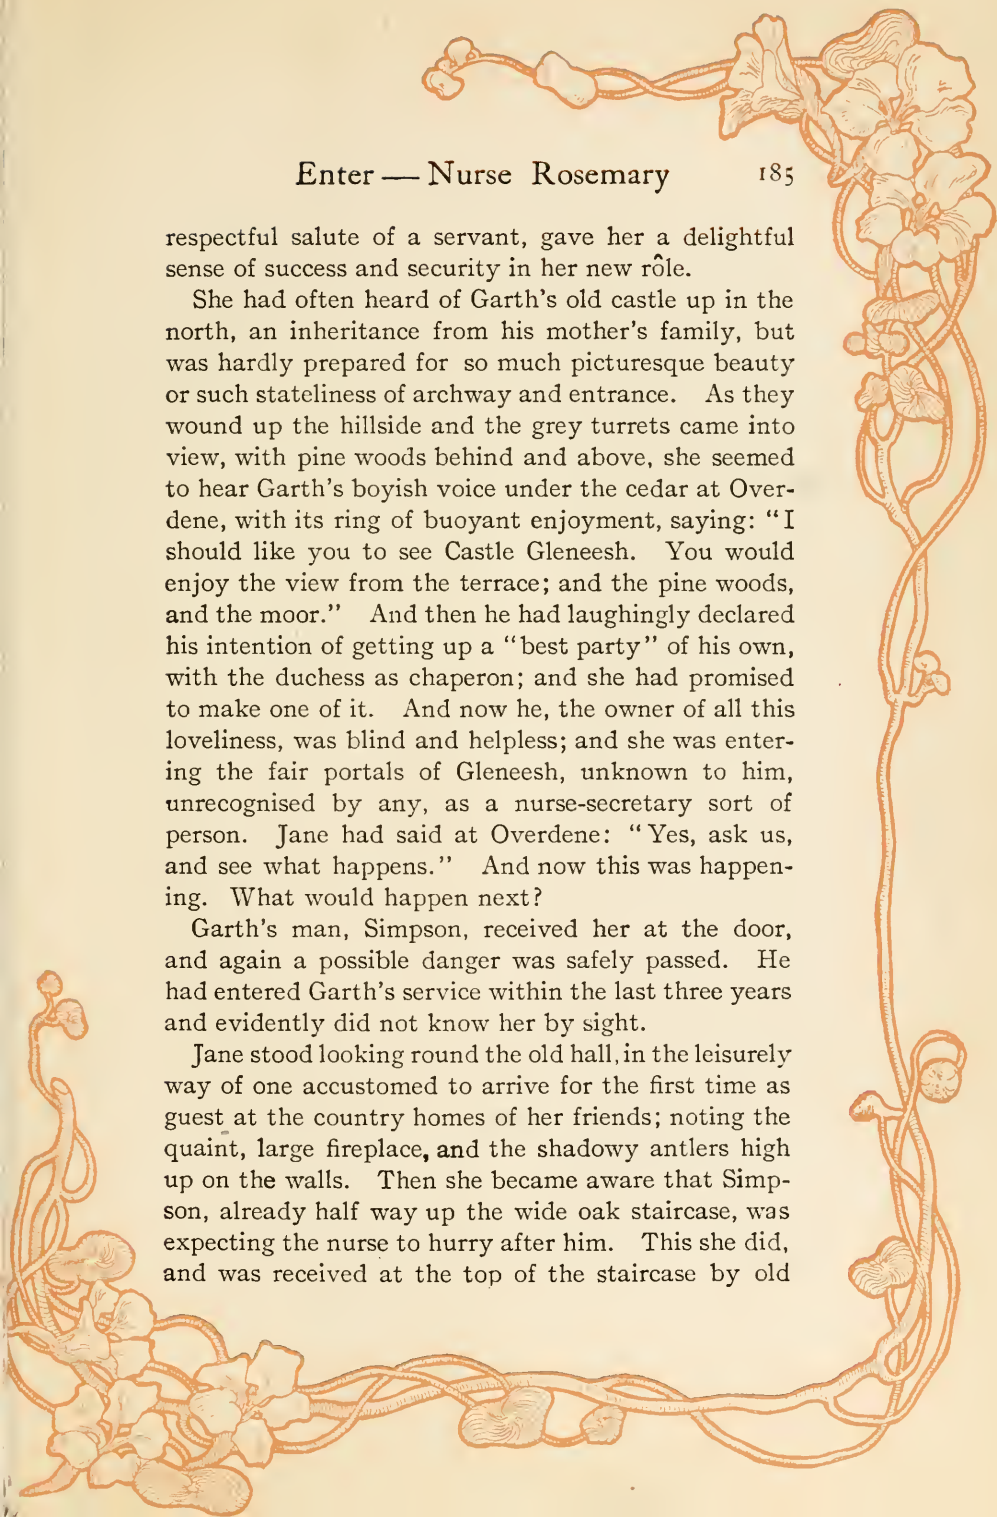 Enter — Nurse Rosemary 185
respectful salute of a servant, gave her a delightful
sense of success and security in her new rôle.
She had often heard of Garth's old castle up in the
north, an inheritance from his mother's family, but
was hardly prepared for so much picturesque beauty
or such stateliness of archway and entrance. As they
wound up the hillside and the grey turrets came into
view, with pine woods behind and above, she seemed
to hear Garth's boyish voice under the cedar at Over-
dene, with its ring of buoyant enjoyment, saying: "I
should like you to see Castle Gleneesh. You would
enjoy the view from the terrace; and the pine woods,
and the moor." And then he had laughingly declared
his intention of getting up a "best party" of his own,
with the duchess as chaperon; and she had promised
to make one of it. And now he, the owner of all this
loveliness, was blind and helpless; and she was enter-
ing the fair portals of Gleneesh, unknown to him,
unrecognised by any, as a nurse-secretary sort of
person. Jane had said at Overdene: "Yes, ask us,
and see what happens." And now this was happen-
ing. What would happen next?
Garth's man, Simpson, received her at the door,
and again a possible danger was safely passed. He
had entered Garth's service within the last three years
and evidently did not know her by sight.
Jane stood looking round the old hall, in the leisurely
way of one accustomed to arrive for the first time as
guest at the country homes of her friends; noting the
quaint, large fireplace, and the shadowy antlers high
up on the walls. Then she became aware that Simp-
son, already half way up the wide oak staircase, was
expecting the nurse to hurry after him. This she did,
and was received at the top of the staircase by old